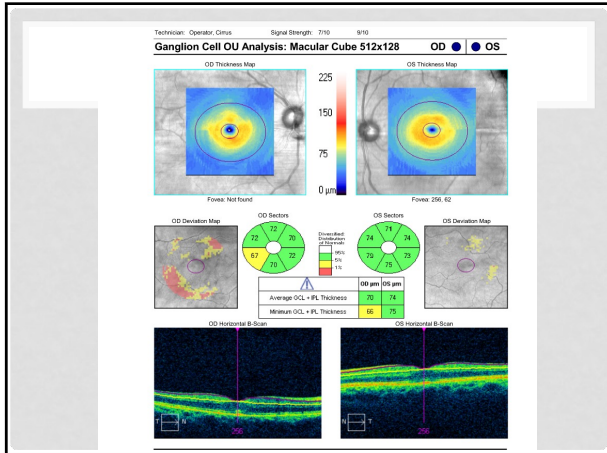 Technician: Operator, Cirrus Signal Strength: 7/10 9/10
Ganglion Cell OU Analysis: Macular Cube 512x128 OD OS
OD Thickness Map OS Thickness Map
225
150
75
0 µm
Fovea: Not found Fovea: 256, 62
OD Deviation Map OD Sectors OS Sectors OS Deviation Map
72
72 70
67 72
70
Diversified
Distribution
of Normals
95%
5%
1%
71
74 74
79 73
75
OD µm OS µm
Average GCL + IPL Thickness 70 74
Minimum GCL + IPL Thickness 66 75
OD Horizontal B-Scan OS Horizontal B-Scan
T N 256
T N 256